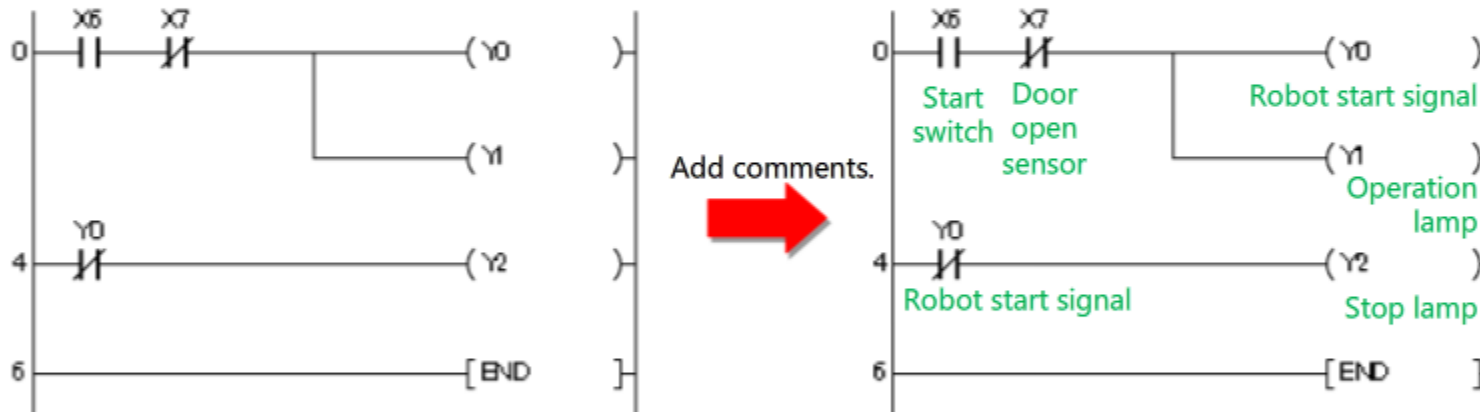 X6 X7
0 (Y0 )
(Y1 )
Y0
4 (Y2 )
6 [END ]
Add comments.
X6 X7
0 (Y0 )
Start
switch
Door
open
sensor
Robot start signal
(Y1 )
Operation
lamp
Y0
4 (Y2 )
Robot start signal
Stop lamp
6 [END ]